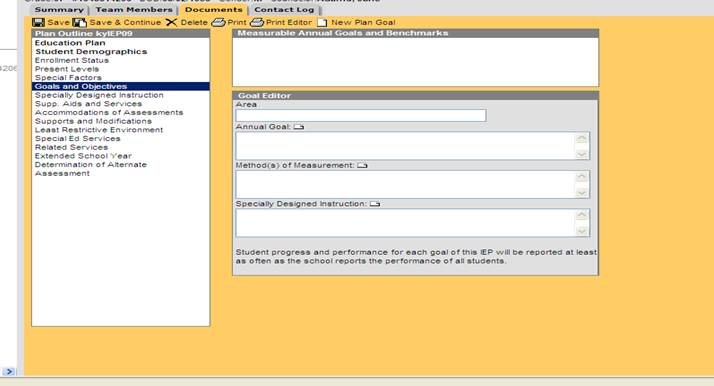 Summary Team Members Documents Contact Log
Save Save & Continue Delete Print Print Editor New Plan Goal
Plan Outline kyIEP09
Education Plan
Student Demographics
Enrollment Status
Present Levels
Special Factors
Goals and Objectives
Specially Designed Instruction
Supp. Aids and Services
Accommodations of Assessments
Supports and Modifications
Least Restrictive Environment
Special Ed Services
Related Services
Extended School Year
Determination of Alternate
Assessment
Measurable Annual Goals and Benchmarks
Goal Editor
Area
Annual Goal:
Method(s) of Measurement:
Specially Designed Instruction:
Student progress and performance for each goal of this IEP will be reported at least
as often as the school reports the performance of all students.